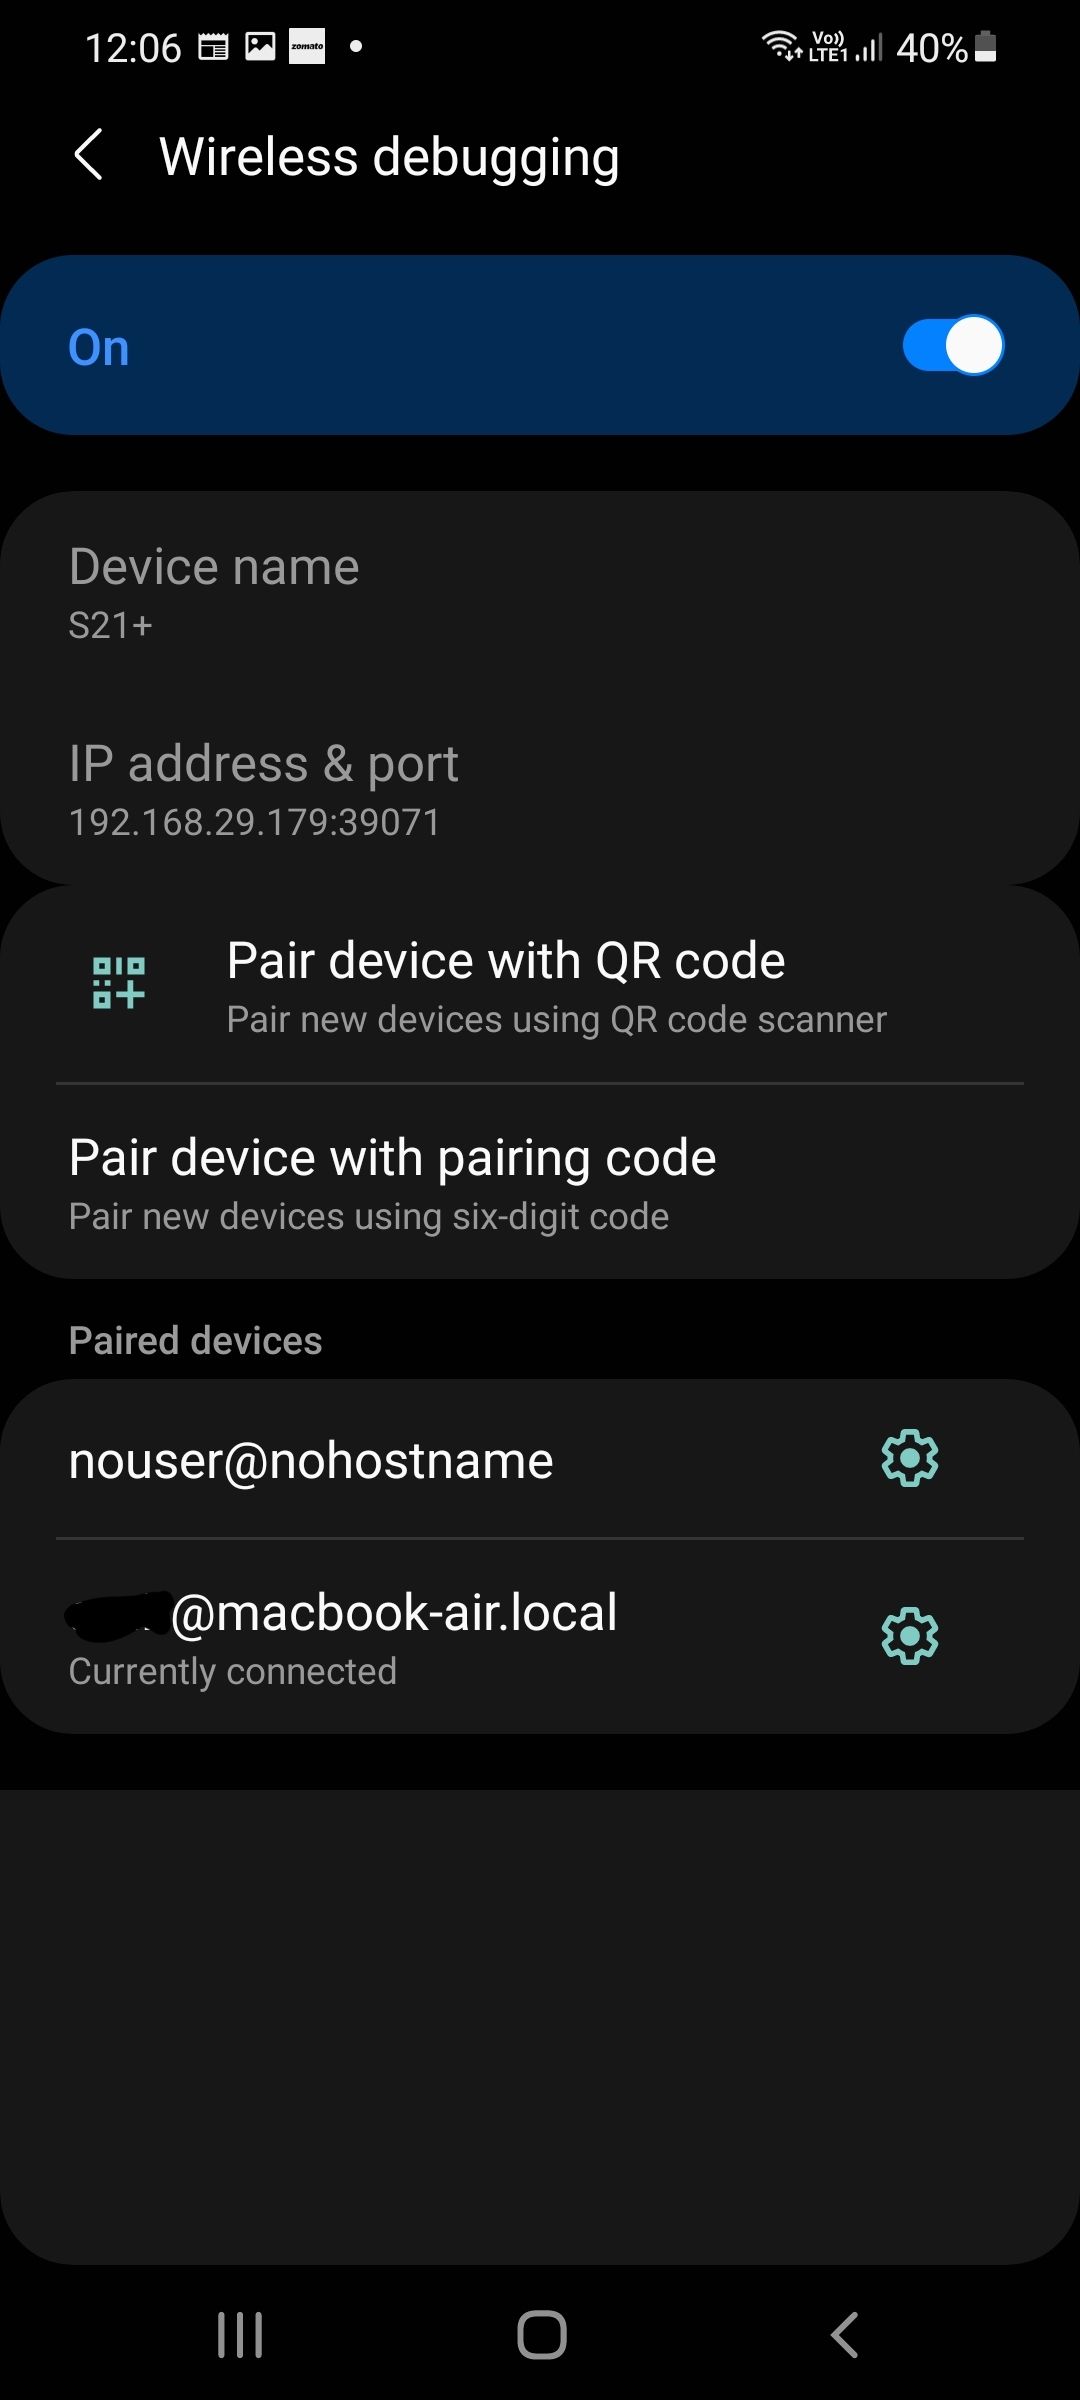 12:06 zomato Vo)) LTE1 40%
Wireless debugging
On
Device name
S21+
IP address & port
192.168.29.179:39071
Pair device with QR code
Pair new devices using QR code scanner
Pair device with pairing code
Pair new devices using six-digit code
Paired devices
nouser@nohostname
@macbook-air.local
Currently connected